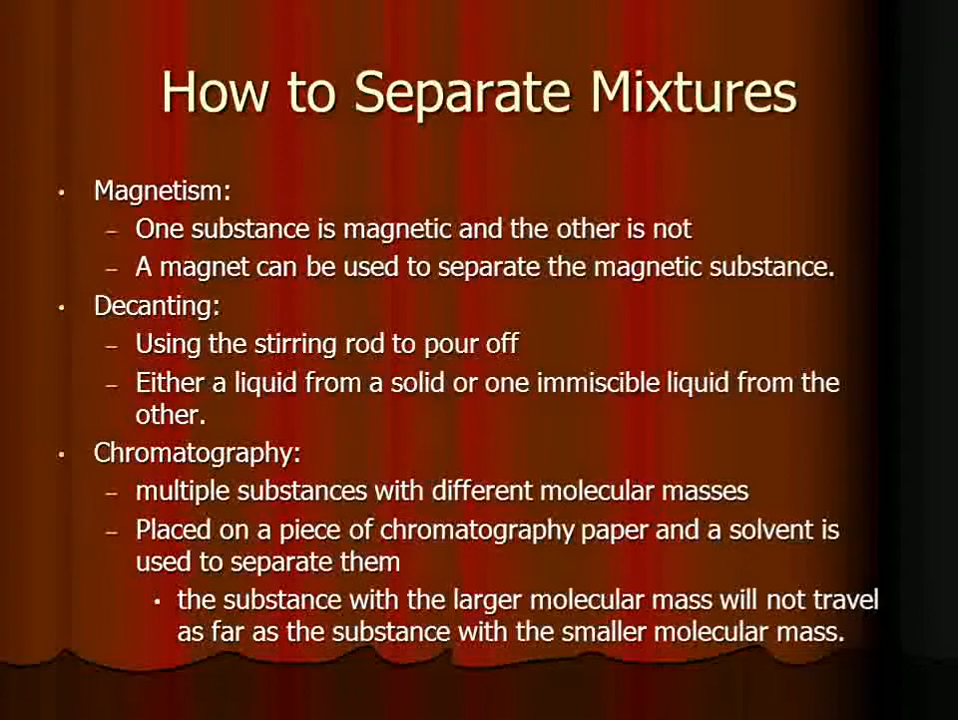 How to Separate Mixtures
• Magnetism:
– One substance is magnetic and the other is not
– A magnet can be used to separate the magnetic substance.
• Decanting:
– Using the stirring rod to pour off
– Either a liquid from a solid or one immiscible liquid from the
other.
• Chromatography:
– multiple substances with different molecular masses
– Placed on a piece of chromatography paper and a solvent is
used to separate them
• the substance with the larger molecular mass will not travel
as far as the substance with the smaller molecular mass.